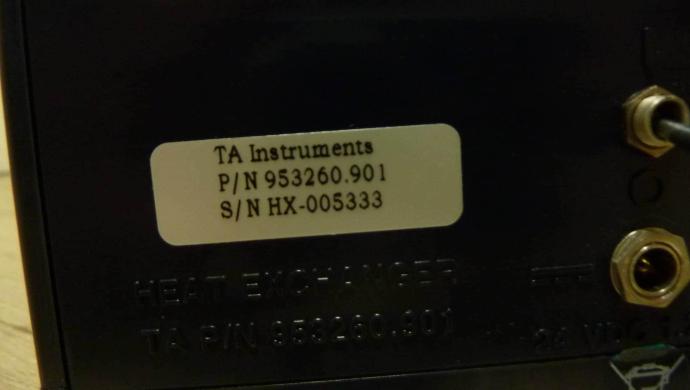 TA Instruments
P/N 953260.901
S/N HX-005333
HEAT EXCHANGER
TA P/N 953260.901
24 VDC